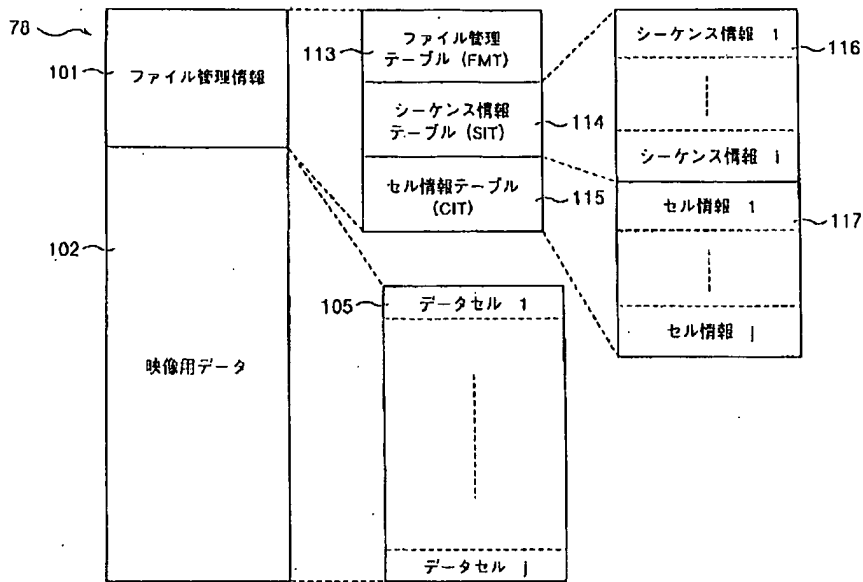 78
101
ファイル管理情報
102
映像用データ
113
ファイル管理
テーブル (FMT)
シーケンス情報
テーブル (SIT)
114
セル情報テーブル
(CIT)
115
105
データセル 1
データセル j
シーケンス情報 1
116
シーケンス情報 i
セル情報 1
117
セル情報 j